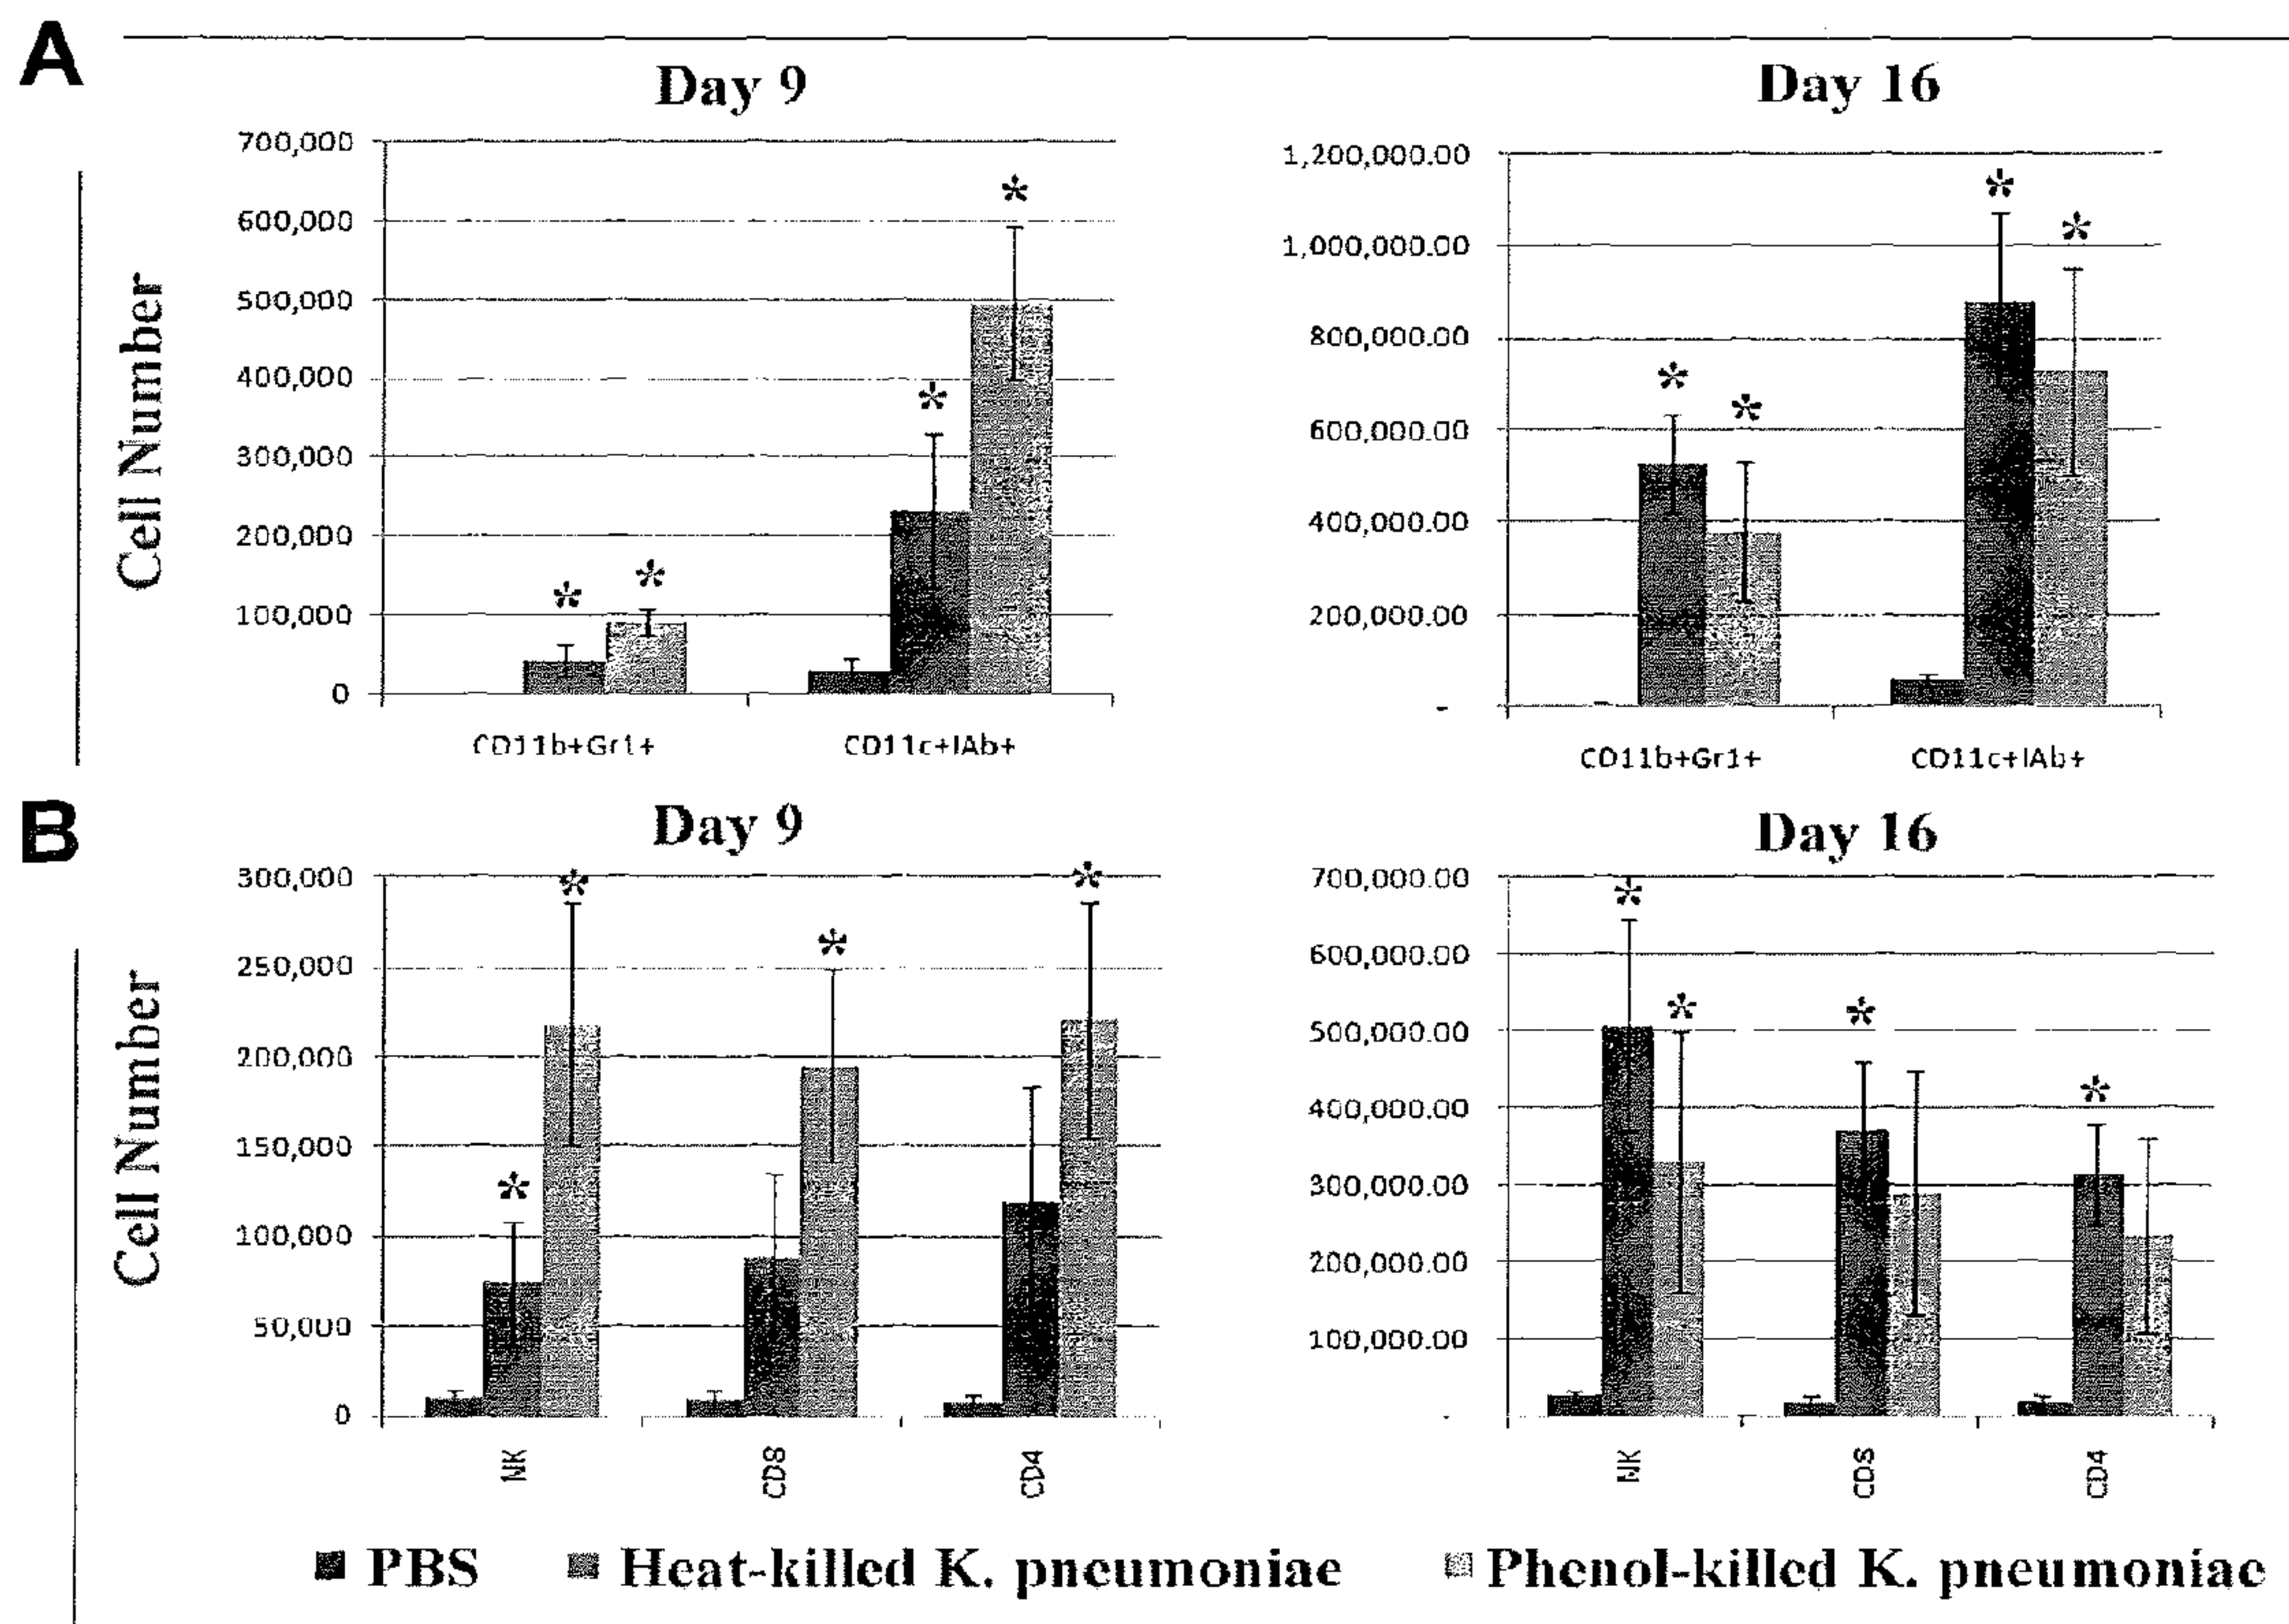 A
Day 9
Day 16
700,000
600,000
500,000
400,000
300,000
200,000
100,000
0
Cell Number
*
*
*
*
CD11b+Gr1+
CD11c+IAb+
1,200,000.00
1,000,000.00
800,000.00
600,000.00
400,000.00
200,000.00
-
*
*
*
*
CD11b+Gr1+
CD11c+IAb+
B
Day 9
Day 16
300,000
250,000
200,000
150,000
100,000
50,000
0
Cell Number
*
*
*
*
NK
CD8
CD4
700,000.00
600,000.00
500,000.00
400,000.00
300,000.00
200,000.00
100,000.00
-
*
*
*
*
NK
CD8
CD4
PBS
Heat-killed K. pneumoniae
Phenol-killed K. pneumoniae